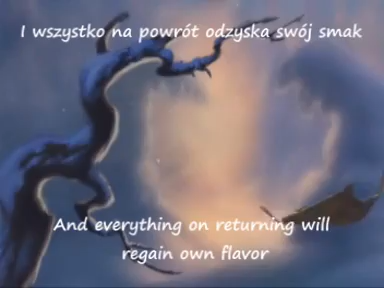 I wszystko na powrót odzyska swój smak
And everything on returning will
regain own flavor